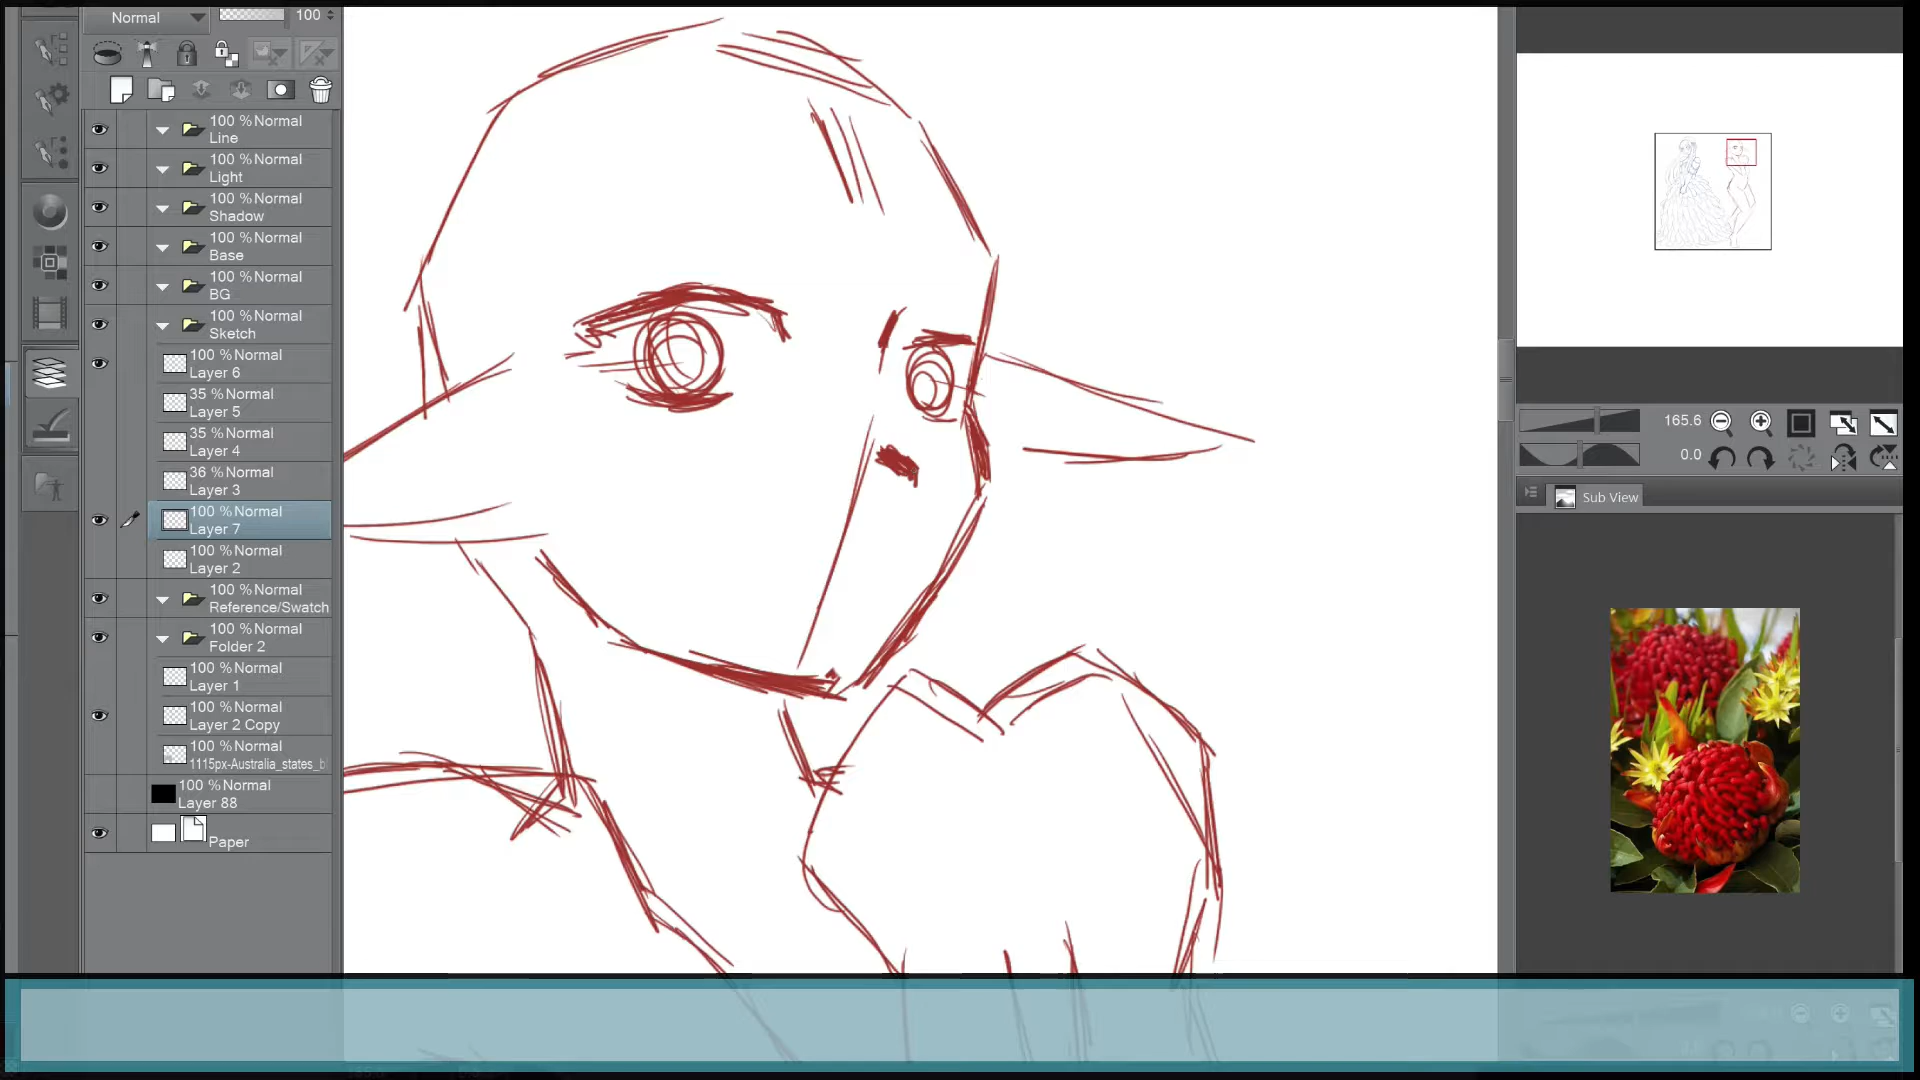 Normal
100
100 %Normal
Line
100 %Normal
Light
100 %Normal
Shadow
100 %Normal
Base
100 %Normal
BG
100 %Normal
Sketch
100 %Normal
Layer 6
35 %Normal
Layer 5
35 %Normal
Layer 4
36 %Normal
Layer 3
100 %Normal
Layer 7
100 %Normal
Layer 2
100 %Normal
Reference/Swatch
100 %Normal
Folder 2
100 %Normal
Layer 1
100 %Normal
Layer 2 Copy
100 %Normal
1115px-Australia_states_b
100 %Normal
Layer 88
Paper
165.6
0.0
Sub View